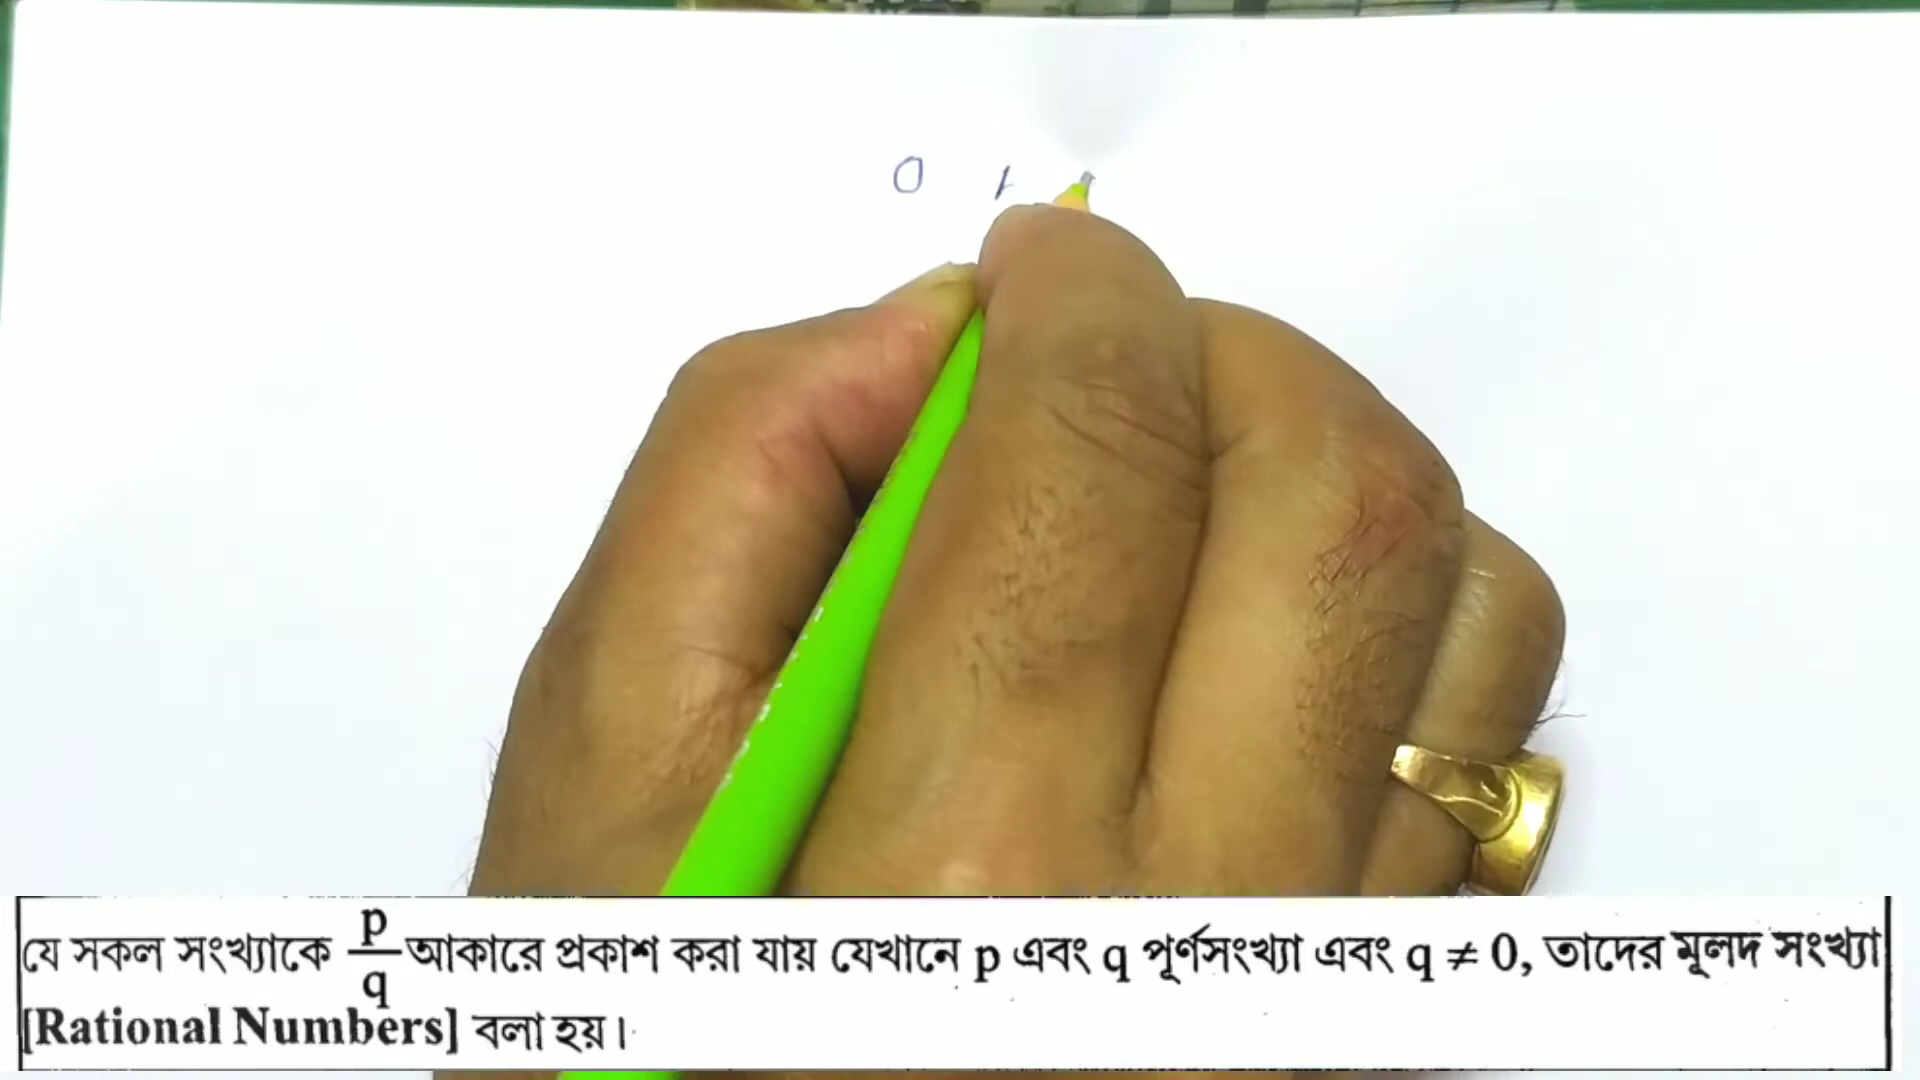 0 1
যে সকল সংখ্যাকে p/q আকারে প্রকাশ করা যায় যেখানে p এবং q পূর্ণসংখ্যা এবং q ≠ 0, তাদের মূলদ সংখ্যা
[Rational Numbers] বলা হয়।